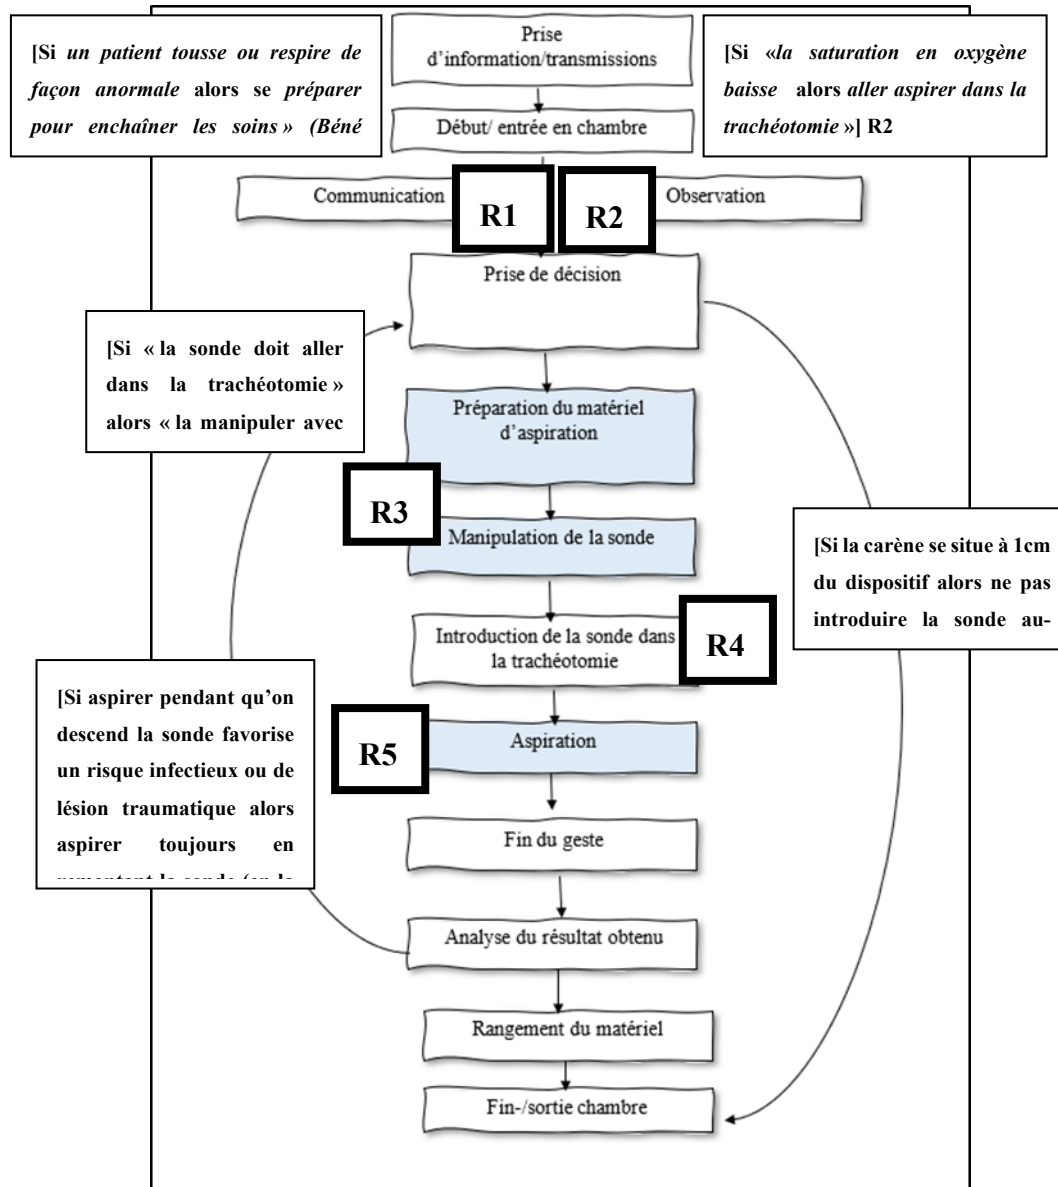 [Si un patient tousse ou respire de
façon anormale alors se préparer
pour enchaîner les soins » (Béné
Prise
d'information/transmissions
[Si «la saturation en oxygène
baisse alors aller aspirer dans la
trachéotomie »] R2
Début/ entrée en chambre
Communication
R1
R2
Observation
Prise de décision
[Si « la sonde doit aller
dans la trachéotomie »
alors « la manipuler avec
Préparation du matériel
d'aspiration
R3
Manipulation de la sonde
[Si la carène se situe à 1cm
du dispositif alors ne pas
introduire la sonde au-
Introduction de la sonde dans
la trachéotomie
R4
[Si aspirer pendant qu'on
descend la sonde favorise
un risque infectieux ou de
lésion traumatique alors
aspirer toujours en
R5
Aspiration
Fin du geste
Analyse du résultat obtenu
Rangement du matériel
Fin-/sortie chambre